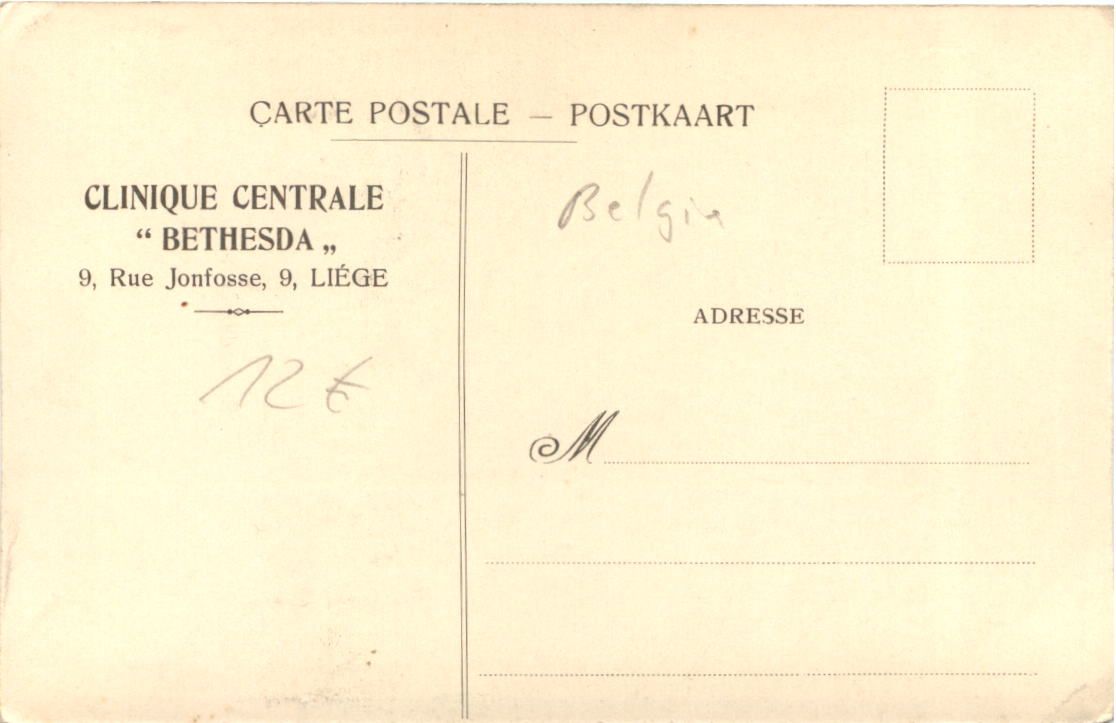 CARTE POSTALE — POSTKAART
CLINIQUE CENTRALE
“ BETHESDA „
9, Rue Jonfosse, 9, LIÉGE
12 €
Belgia
ADRESSE
M